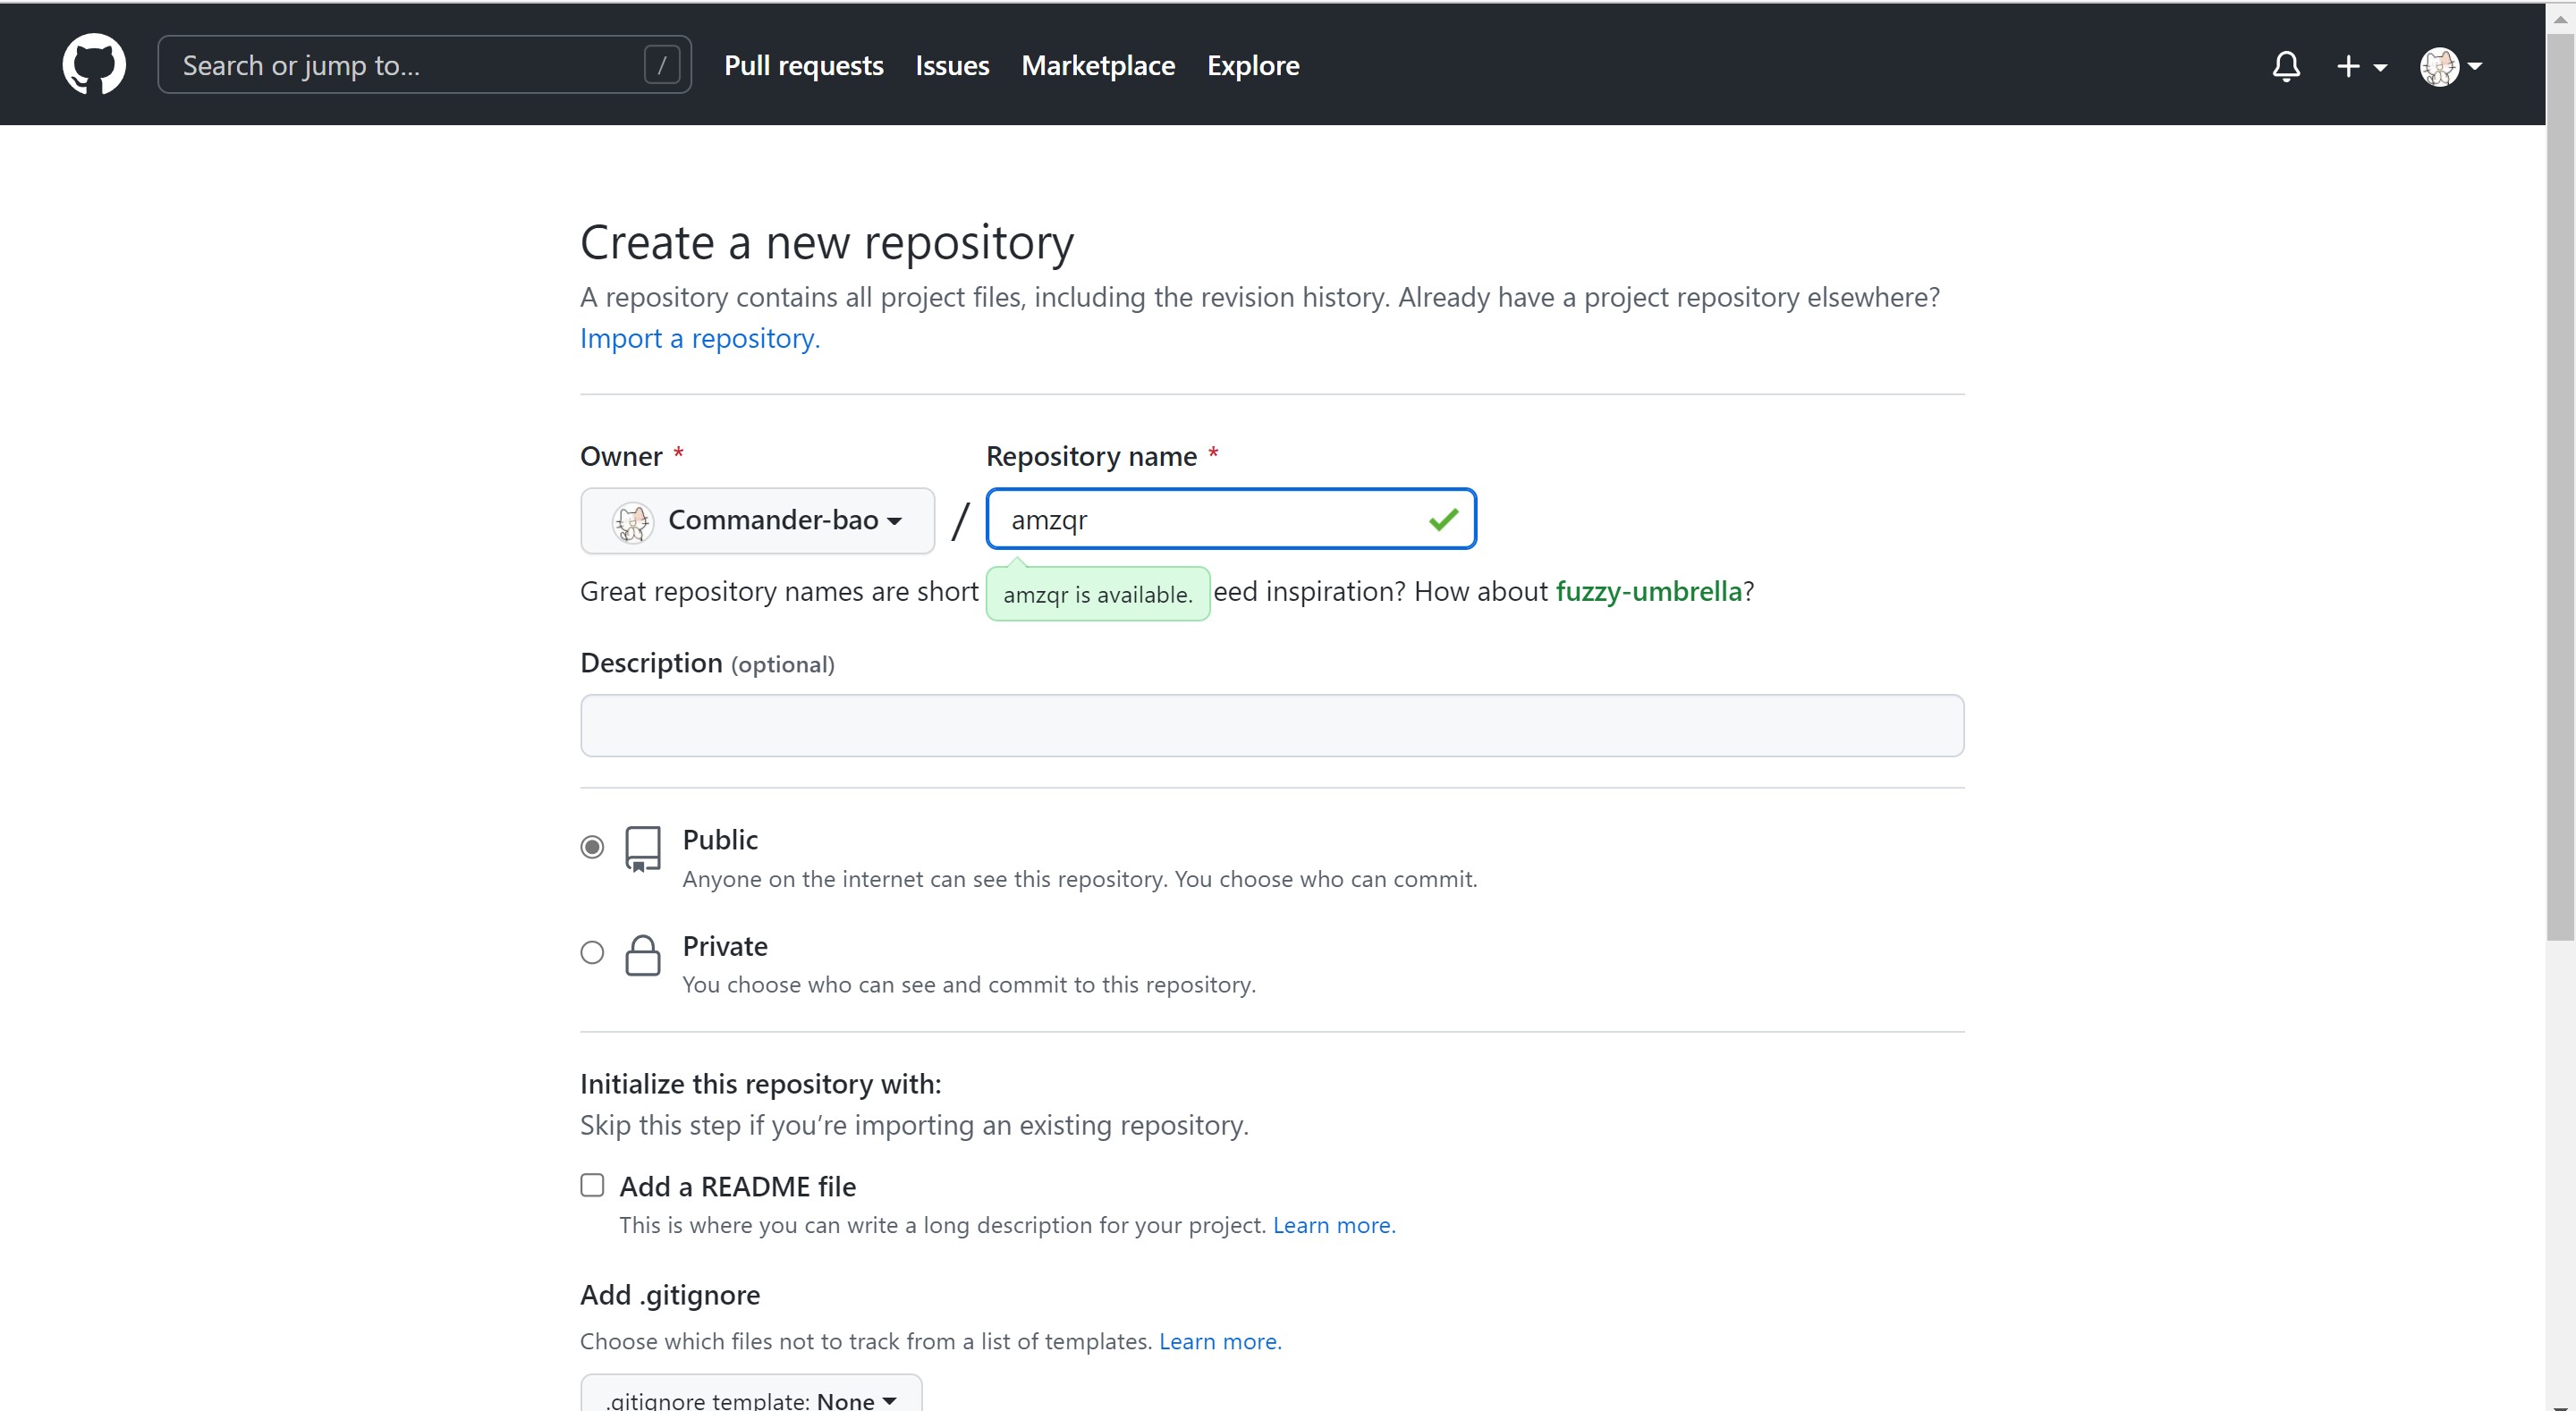 Search or jump to... / Pull requests Issues Marketplace Explore
Create a new repository
A repository contains all project files, including the revision history. Already have a project repository elsewhere?
Import a repository.
Owner * Repository name *
Commander-bao / amzqr
Great repository names are short amzqr is available. eed inspiration? How about fuzzy-umbrella?
Description (optional)
Public
Anyone on the internet can see this repository. You choose who can commit.
Private
You choose who can see and commit to this repository.
Initialize this repository with:
Skip this step if you’re importing an existing repository.
Add a README file
This is where you can write a long description for your project. Learn more.
Add .gitignore
Choose which files not to track from a list of templates. Learn more.
.gitignore template: None